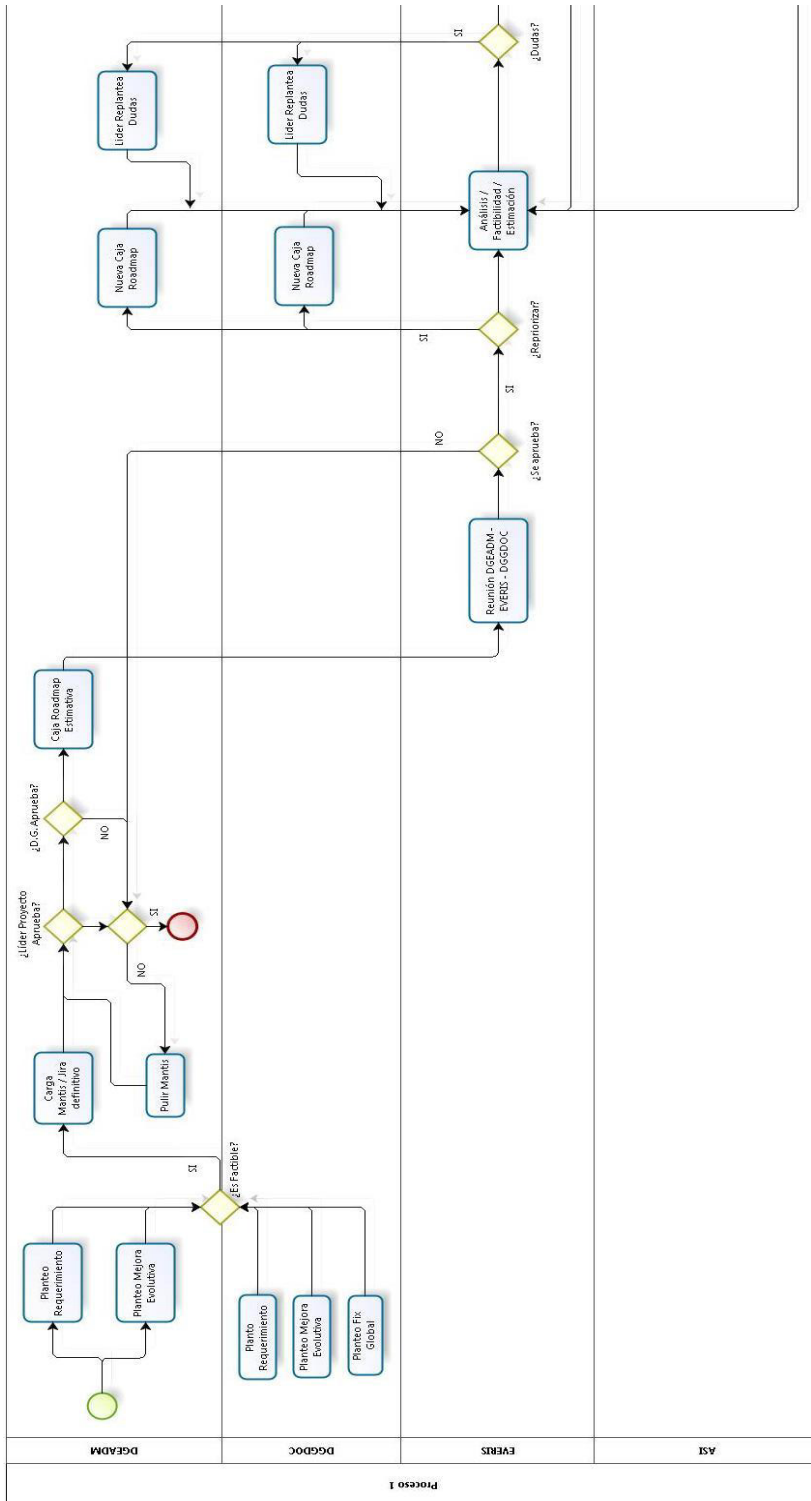 Proceso 1
DGEADM
DGGDOC
EVERIS
ASI
Planteo
Requerimiento
Planteo Mejora
Evolutiva
Planto
Requerimiento
Planteo Mejora
Evolutiva
Planteo Fix
Global
¿Es Factible?
SI
Carga
Mantis / Jira
definitivo
Pulir Mantis
¿Líder Proyecto
Aprueba?
NO
SI
¿D.G. Aprueba?
NO
Caja Roadmap
Estimativa
Reunión DGEADM -
EVERIS - DGGDOC
¿Se aprueba?
NO
SI
¿Repriorizar?
SI
Nueva Caja
Roadmap
Nueva Caja
Roadmap
Análisis /
Factibilidad /
Estimación
Lider Replantea
Dudas
Lider Replantea
Dudas
¿Dudas?
SI